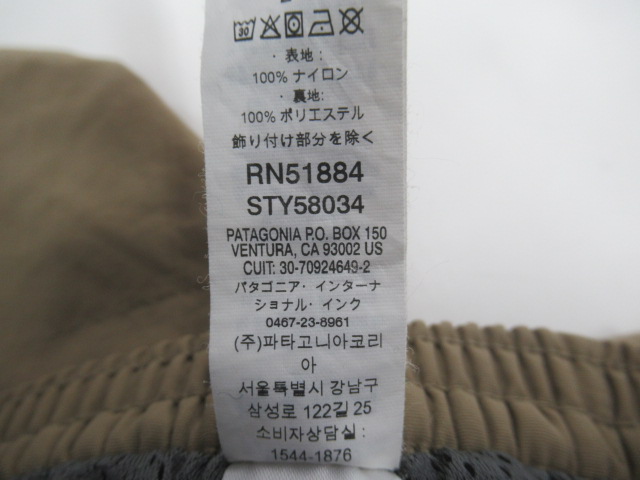 30
・表地:
100% ナイロン
・裏地:
100% ポリエステル
飾り付け部分を除く
RN51884
STY58034
PATAGONIA P.O. BOX 150
VENTURA, CA 93002 US
CUIT: 30-70924649-2
パタゴニア・インターナ
ショナル・インク
0467-23-8961
(주)파타고니아코리
아
서울특별시 강남구
삼성로 122길 25
소비자상담실 :
1544-1876